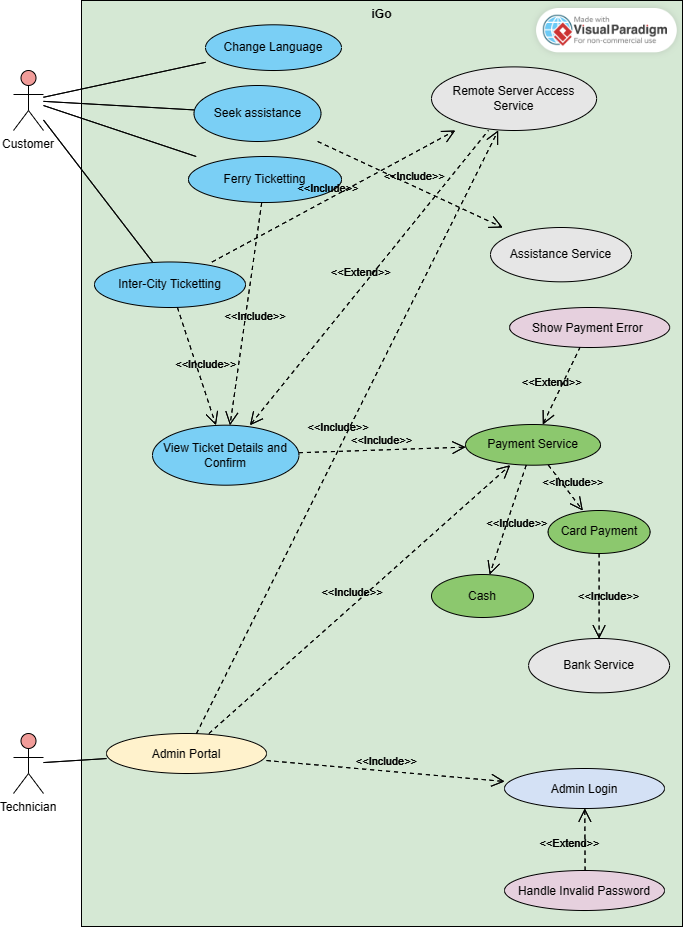 iGo
Made with
VisualParadigm
For non-commercial use
Change Language
Seek assistance
Remote Server Access
Service
Customer
Ferry Ticketting
<<Include>>
<<Include>>
Assistance Service
<<Extend>>
Inter-City Ticketting
<<Include>>
Show Payment Error
<<Include>>
<<Extend>>
<<Include>>
<<Include>>
View Ticket Details and
Confirm
Payment Service
<<Include>>
<<Include>>
Card Payment
<<Include>>
<<Include>>
Cash
Bank Service
Admin Portal
<<Include>>
Technician
Admin Login
<<Extend>>
Handle Invalid Password